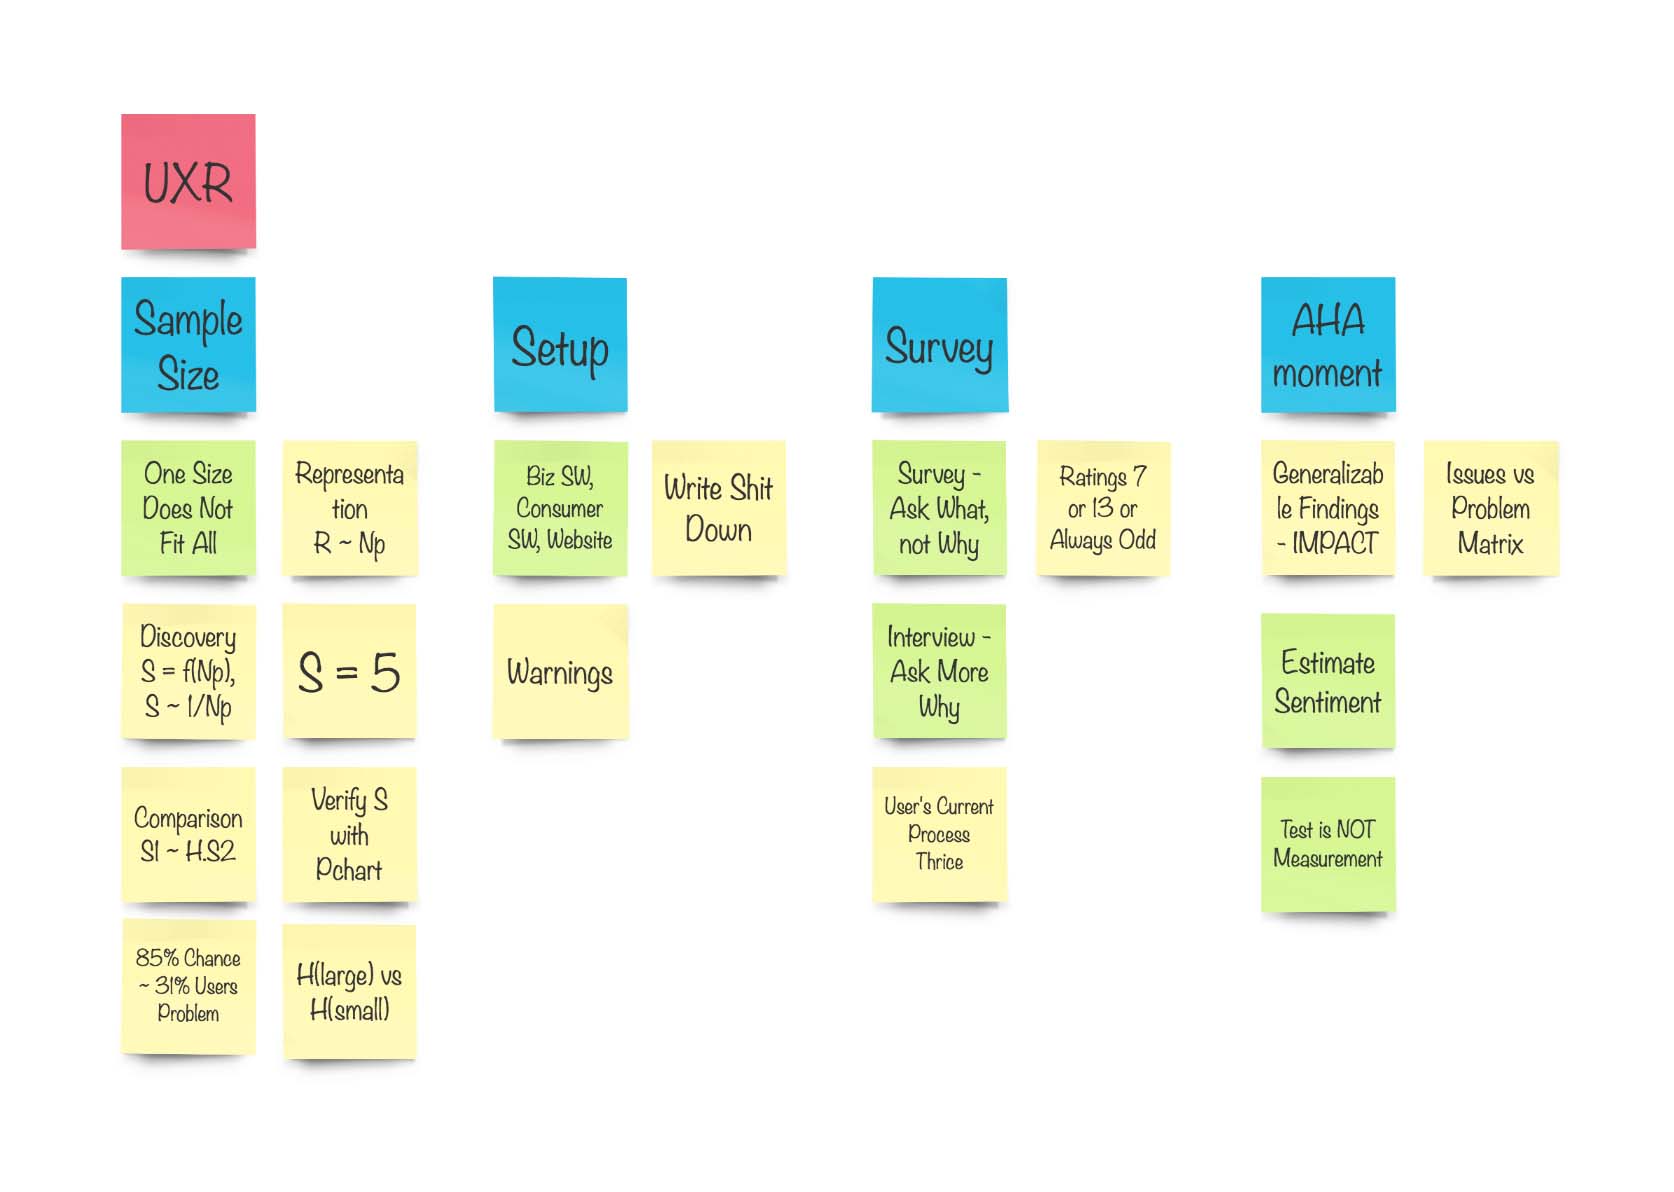 UXR
Sample
Size
Setup
Survey
AHA
moment
One Size
Does Not
Fit All
Representa
tion
R ~ Np
Biz SW,
Consumer
SW, Website
Write Shit
Down
Survey -
Ask What,
not Why
Ratings 7
or 13 or
Always Odd
Generalizab
le Findings
- IMPACT
Issues vs
Problem
Matrix
Discovery
S = f(Np),
S ~ 1/Np
S = 5
Warnings
Interview -
Ask More
Why
Estimate
Sentiment
Comparison
S1 ~ H.S2
Verify S
with
Pchart
User's Current
Process
Thrice
Test is NOT
Measurement
85% Chance
~ 31% Users
Problem
H(large) vs
H(small)